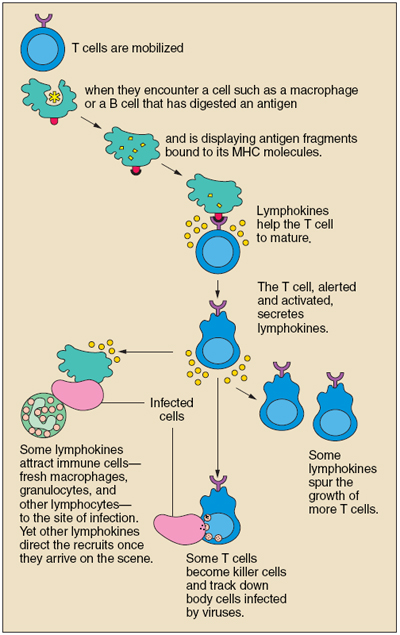 T cells are mobilized
when they encounter a cell such as a macrophage
or a B cell that has digested an antigen
and is displaying antigen fragments
bound to its MHC molecules.
Lymphokines
help the T cell
to mature.
The T cell, alerted
and activated,
secretes
lymphokines.
Infected
cells
Some lymphokines
attract immune cells—
fresh macrophages,
granulocytes, and
other lymphocytes—
to the site of infection.
Yet other lymphokines
direct the recruits once
they arrive on the scene.
Some
lymphokines
spur the
growth of
more T cells.
Some T cells
become killer cells
and track down
body cells infected
by viruses.